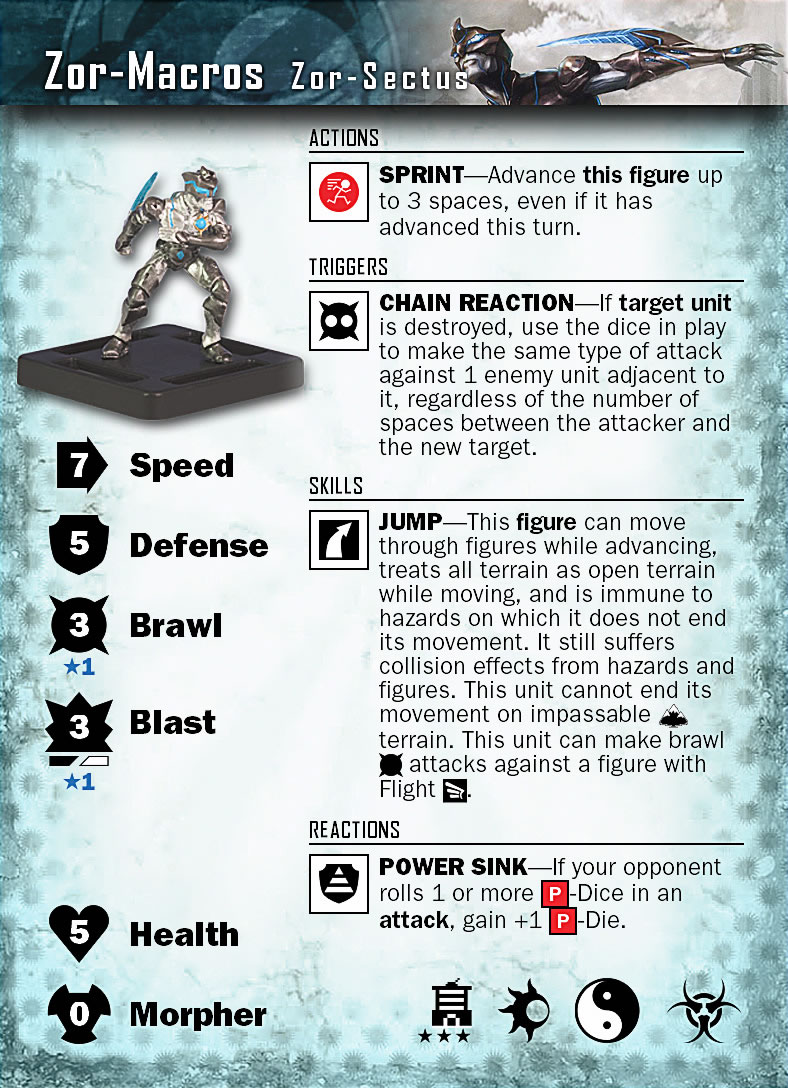 Zor-Macros Zor-Sectus
ACTIONS
SPRINT—Advance this figure up
to 3 spaces, even if it has
advanced this turn.
TRIGGERS
CHAIN REACTION—If target unit
is destroyed, use the dice in play
to make the same type of attack
against 1 enemy unit adjacent to
it, regardless of the number of
spaces between the attacker and
the new target.
SKILLS
JUMP—This figure can move
through figures while advancing,
treats all terrain as open terrain
while moving, and is immune to
hazards on which it does not end
its movement. It still suffers
collision effects from hazards and
figures. This unit cannot end its
movement on impassable
terrain. This unit can make brawl
attacks against a figure with
Flight .
REACTIONS
POWER SINK—If your opponent
rolls 1 or more P-Dice in an
attack, gain +1 P-Die.
7 Speed
5 Defense
3 Brawl
★1
3 Blast
★1
5 Health
0 Morpher
★★★